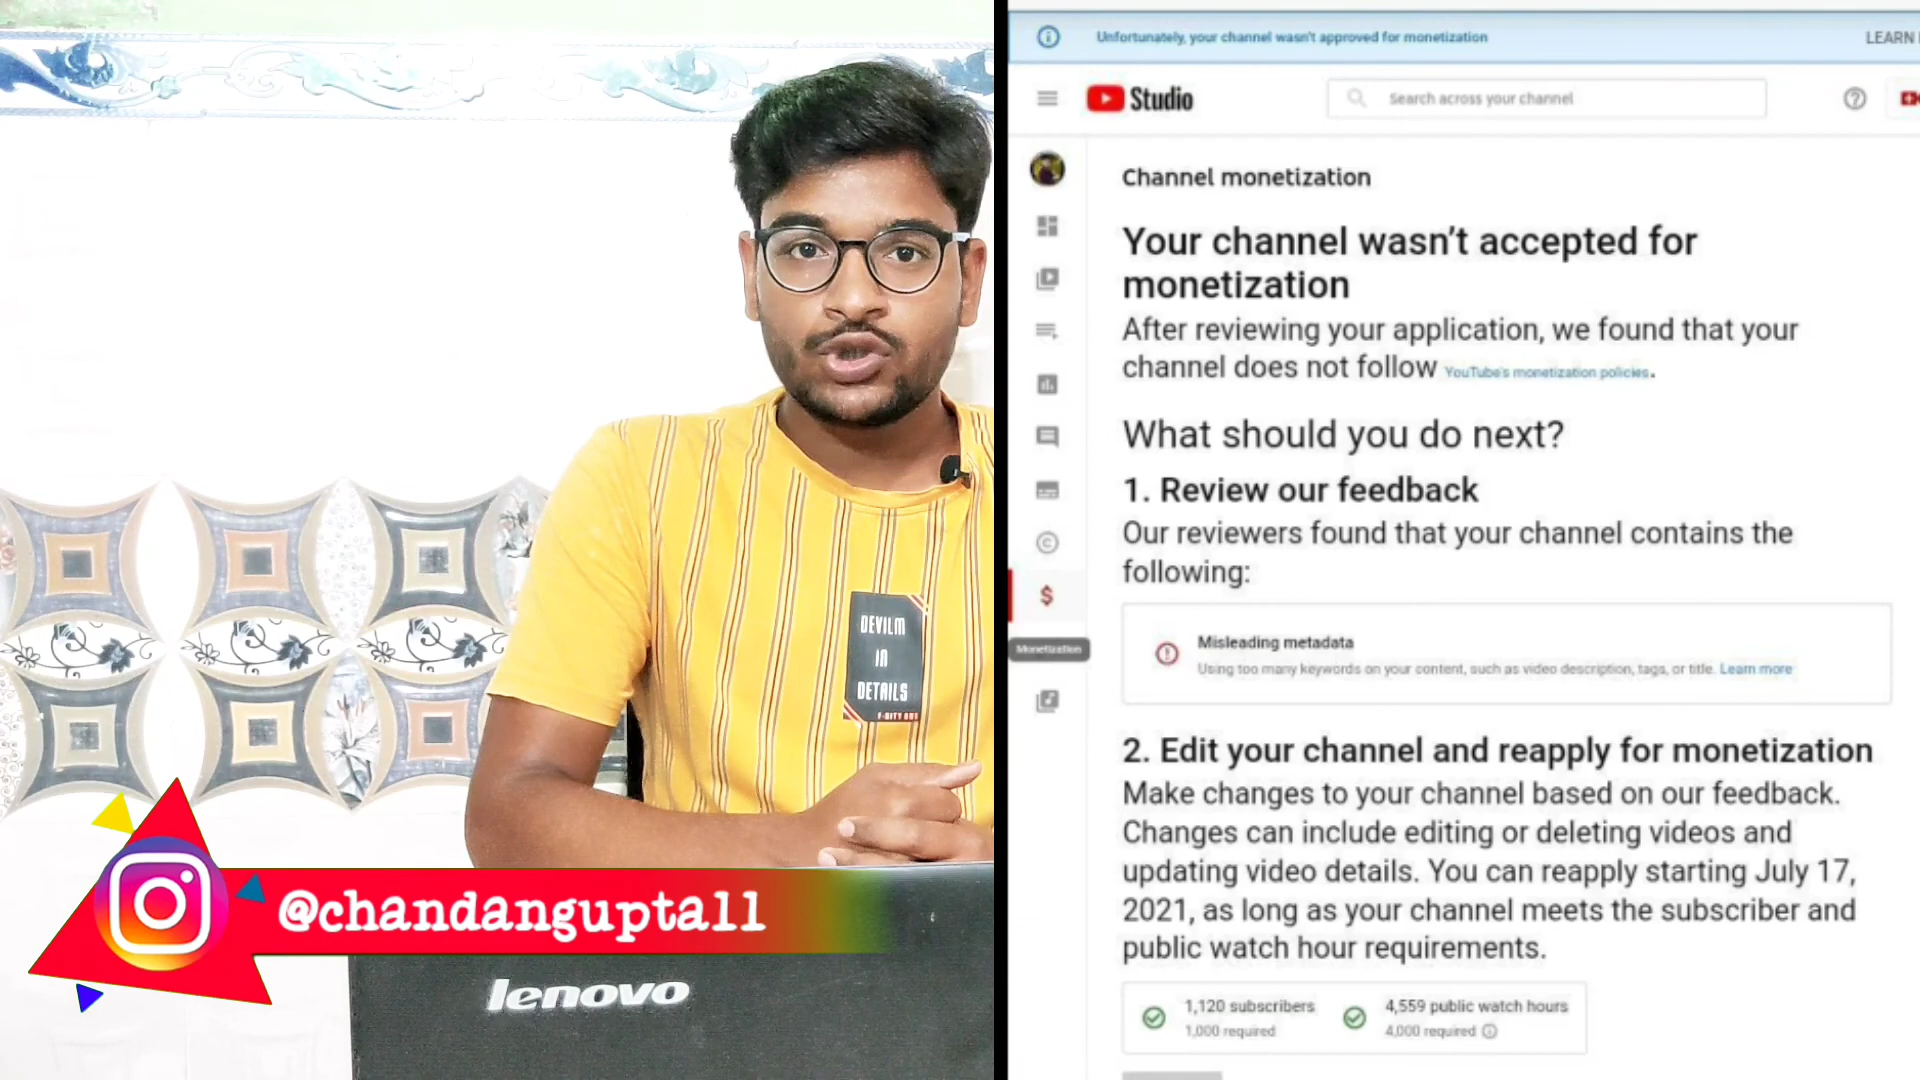 DEVILM
IN
DETAILS
@chandangupta11
lenovo
Unfortunately, your channel wasn't approved for monetization
LEARN
Studio
Search across your channel
Channel monetization
Your channel wasn't accepted for
monetization
After reviewing your application, we found that your
channel does not follow YouTube's monetization policies.
What should you do next?
1. Review our feedback
Our reviewers found that your channel contains the
following:
Monetization
Misleading metadata
Using too many keywords on your content, such as video description, tags, or title. Learn more
2. Edit your channel and reapply for monetization
Make changes to your channel based on our feedback.
Changes can include editing or deleting videos and
updating video details. You can reapply starting July 17,
2021, as long as your channel meets the subscriber and
public watch hour requirements.
1,120 subscribers
1,000 required
4,559 public watch hours
4,000 required